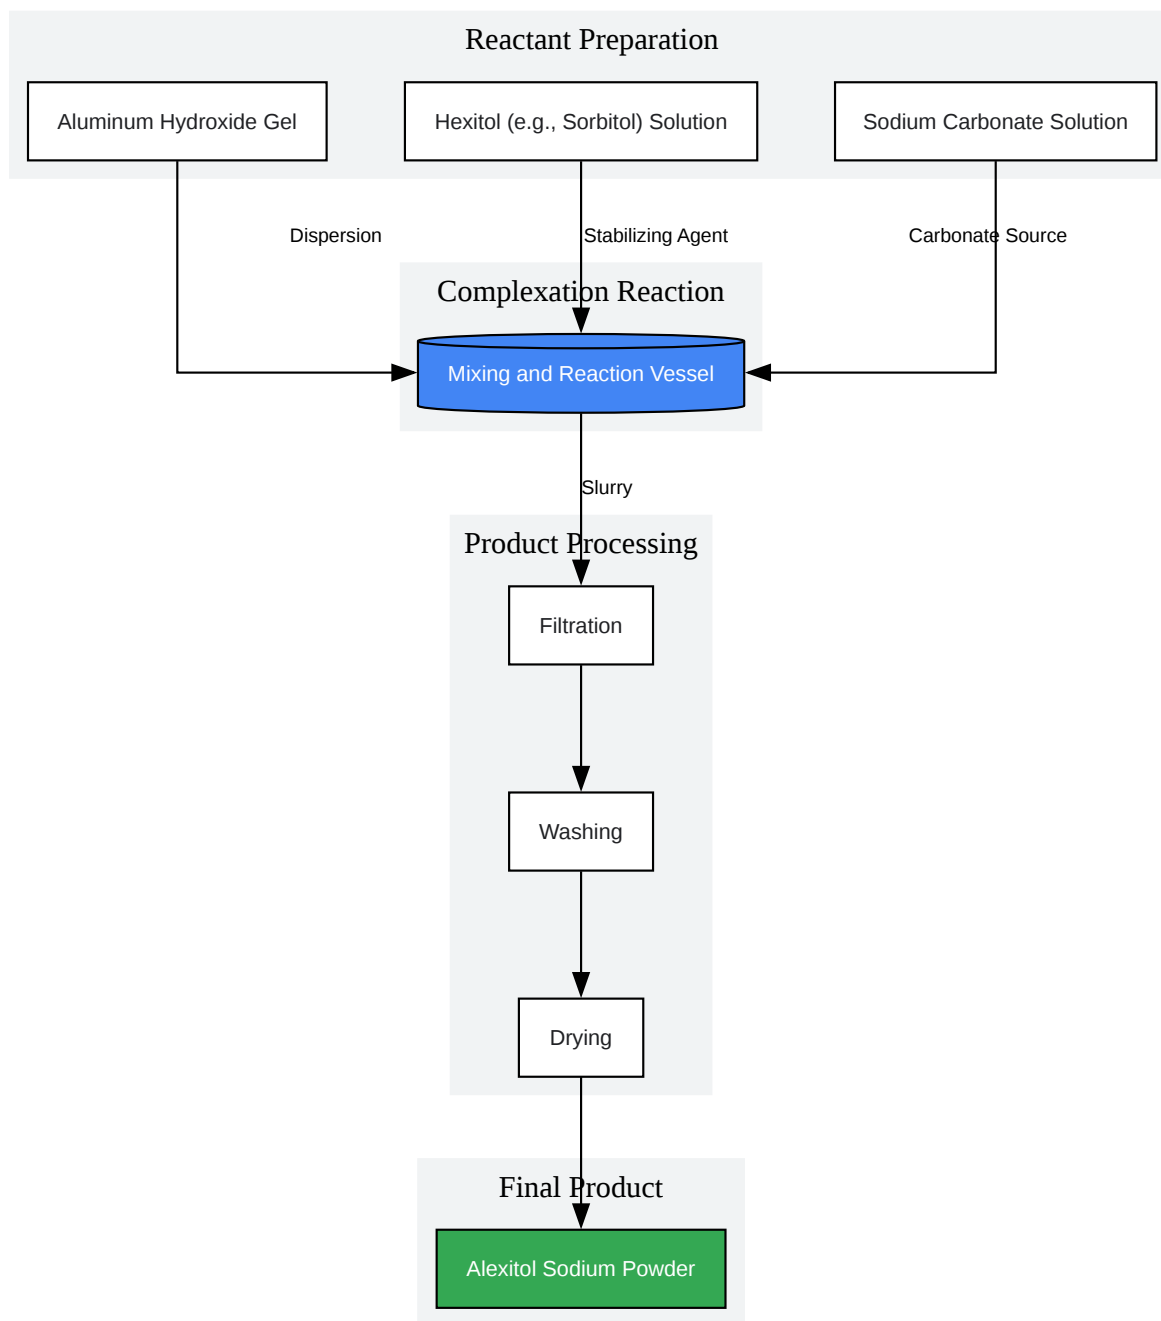 Reactant Preparation
Aluminum Hydroxide Gel
Hexitol (e.g., Sorbitol) Solution
Sodium Carbonate Solution
Dispersion
Stabilizing Agent
Carbonate Source
Complexation Reaction
Mixing and Reaction Vessel
Slurry
Product Processing
Filtration
Washing
Drying
Final Product
Alexitol Sodium Powder